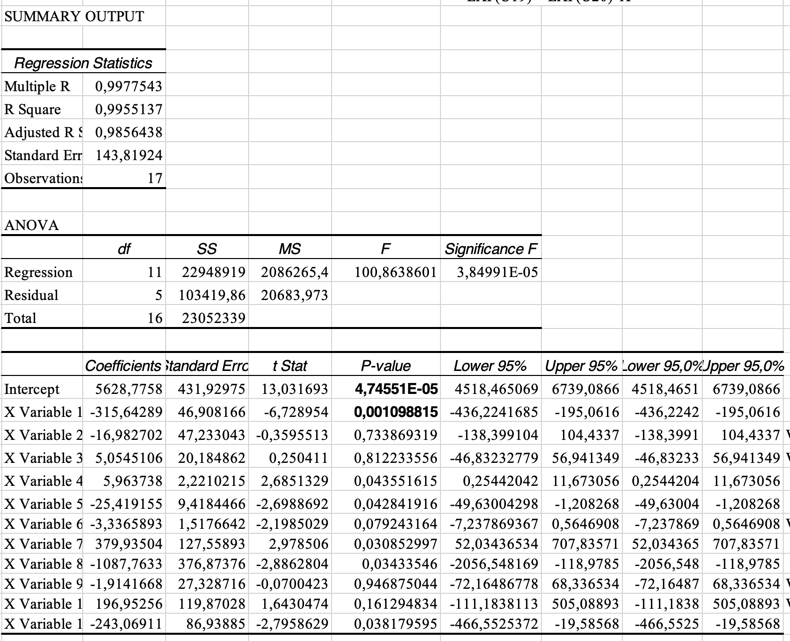 SUMMARY OUTPUT
Regression Statistics
Multiple R 0,9977543
R Square 0,9955137
Adjusted R S 0,9856438
Standard Err 143,81924
Observations 17
ANOVA
df SS MS F Significance F
Regression 11 22948919 2086265,4 100,8638601 3,84991E-05
Residual 5 103419,86 20683,973
Total 16 23052339
Coefficients Standard Erro t Stat P-value Lower 95% Upper 95% Lower 95,0% Upper 95,0%
Intercept 5628,7758 431,92975 13,031693 4,74551E-05 4518,465069 6739,0866 4518,4651 6739,0866
X Variable 1 -315,64289 46,908166 -6,728954 0,001098815 -436,2241685 -195,0616 -436,2242 -195,0616
X Variable 2 -16,982702 47,233043 -0,3595513 0,733869319 -138,399104 104,4337 -138,3991 104,4337
X Variable 3 5,0545106 20,184862 0,250411 0,812233556 -46,83232779 56,941349 -46,83233 56,941349
X Variable 4 5,963738 2,2210215 2,6851329 0,043551615 0,25442042 11,673056 0,2544204 11,673056
X Variable 5 -25,419155 9,4184466 -2,6988692 0,042841916 -49,63004298 -1,208268 -49,63004 -1,208268
X Variable 6 -3,3365893 1,5176642 -2,1985029 0,079243164 -7,237869367 0,5646908 -7,237869 0,5646908
X Variable 7 379,93504 127,55893 2,978506 0,030852997 52,03436534 707,83571 52,034365 707,83571
X Variable 8 -1087,7633 376,87376 -2,8862804 0,03433546 -2056,548169 -118,9785 -2056,548 -118,9785
X Variable 9 -1,9141668 27,328716 -0,0700423 0,946875044 -72,16486778 68,336534 -72,16487 68,336534
X Variable 1 196,95256 119,87028 1,6430474 0,161294834 -111,1838113 505,08893 -111,1838 505,08893
X Variable 1 -243,06911 86,93885 -2,7958629 0,038179595 -466,5525372 -19,58568 -466,5525 -19,58568